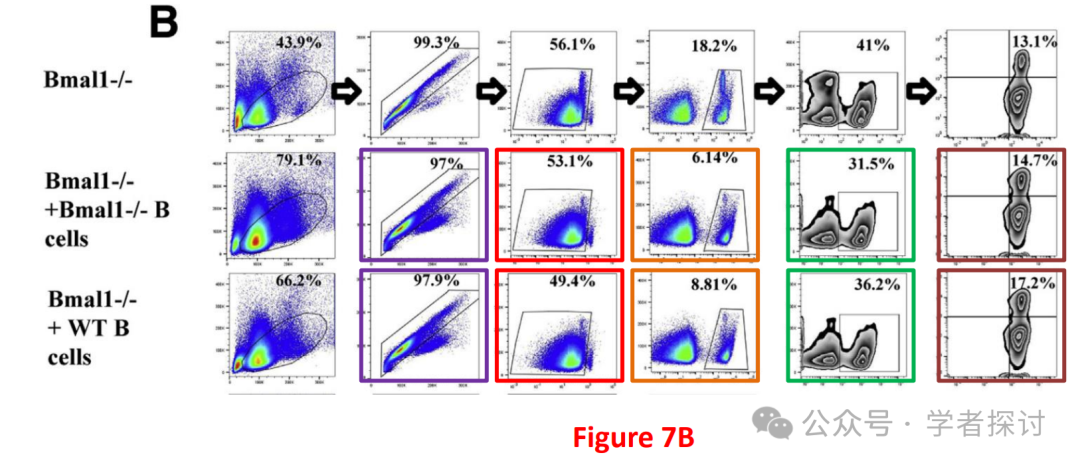 B
43.9% 99.3% 56.1% 18.2% 41% 13.1%
Bmal1-/-
79.1% 97% 53.1% 6.14% 31.5% 14.7%
Bmal1-/-
+Bmal1-/- B
cells
66.2% 97.9% 49.4% 8.81% 36.2% 17.2%
Bmal1-/-
+ WT B
cells
Figure 7B
公众号 · 学者探讨